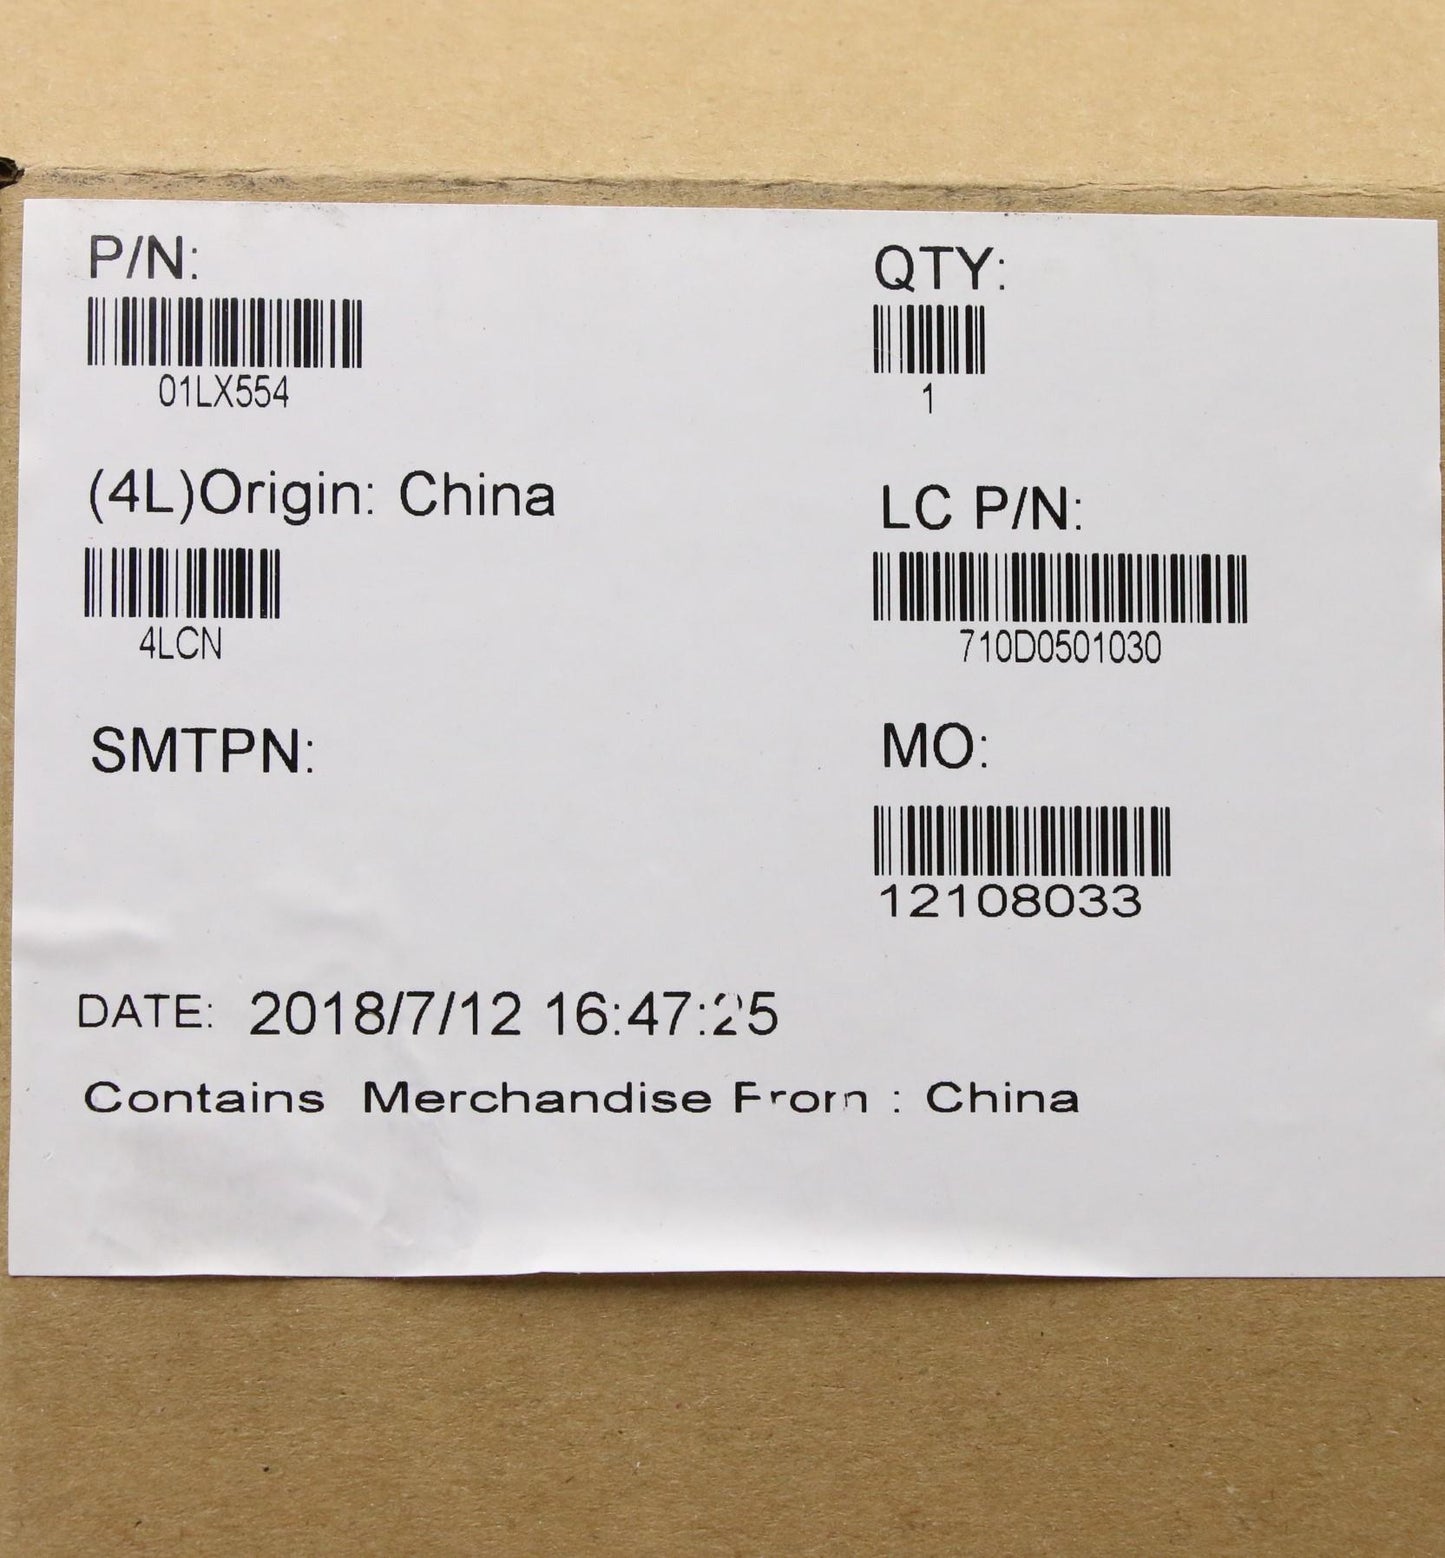 P/N:
QTY:
01LX554
1
(4L)Origin: China
LC P/N:
4LCN
710D0501030
SMTPN:
MO:
12108033
DATE: 2018/7/12 16:47:25
Contains Merchandise From : China